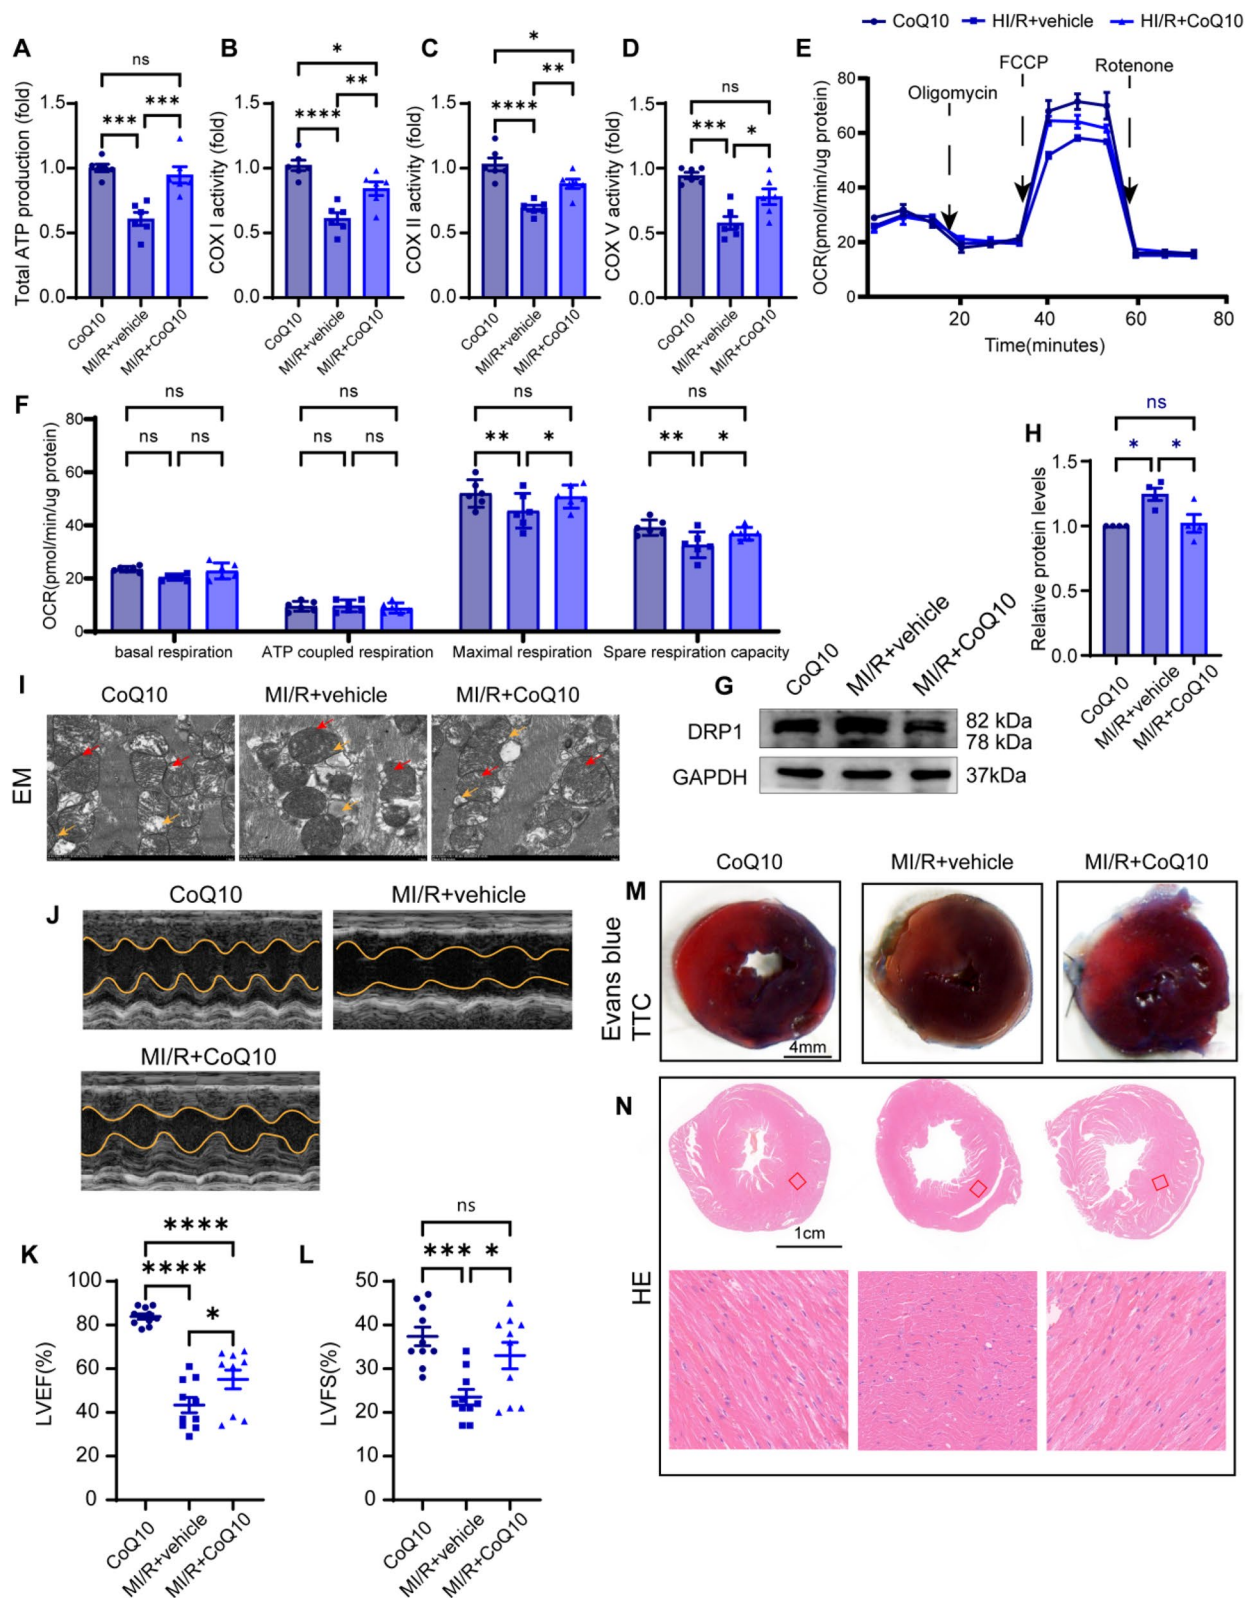 CoQ10 HI/R+vehicle HI/R+CoQ10
A
ns
***
***
Total ATP production (fold)
1.5
1.0
0.5
0.0
CoQ10
MI/R+vehicle
MI/R+CoQ10
B
*
**
****
COX I activity (fold)
1.5
1.0
0.5
0.0
CoQ10
MI/R+vehicle
MI/R+CoQ10
C
*
**
****
COX II activity (fold)
1.5
1.0
0.5
0.0
CoQ10
MI/R+vehicle
MI/R+CoQ10
D
ns
***
*
COX V activity (fold)
1.5
1.0
0.5
0.0
CoQ10
MI/R+vehicle
MI/R+CoQ10
E
FCCP
Rotenone
Oligomycin
OCR(pmol/min/ug protein)
80
60
40
20
0
20 40 60 80
Time(minutes)
F
ns ns ns ns
ns ns ns ns ** * ** *
OCR(pmol/min/ug protein)
80
60
40
20
0
basal respiration ATP coupled respiration Maximal respiration Spare respiration capacity
H
ns
* *
Relative protein levels
1.5
1.0
0.5
0.0
CoQ10
MI/R+vehicle
MI/R+CoQ10
G
CoQ10
MI/R+vehicle
MI/R+CoQ10
DRP1
82 kDa
78 kDa
GAPDH
37kDa
I
CoQ10 MI/R+vehicle MI/R+CoQ10
EM
J
CoQ10 MI/R+vehicle
MI/R+CoQ10
K
****
****
*
LVEF(%)
100
80
60
40
20
0
CoQ10
MI/R+vehicle
MI/R+CoQ10
L
ns
*** *
LVFS(%)
50
40
30
20
10
0
CoQ10
MI/R+vehicle
MI/R+CoQ10
CoQ10 MI/R+vehicle MI/R+CoQ10
M
Evans blue
TTC
4mm
N
1cm
HE